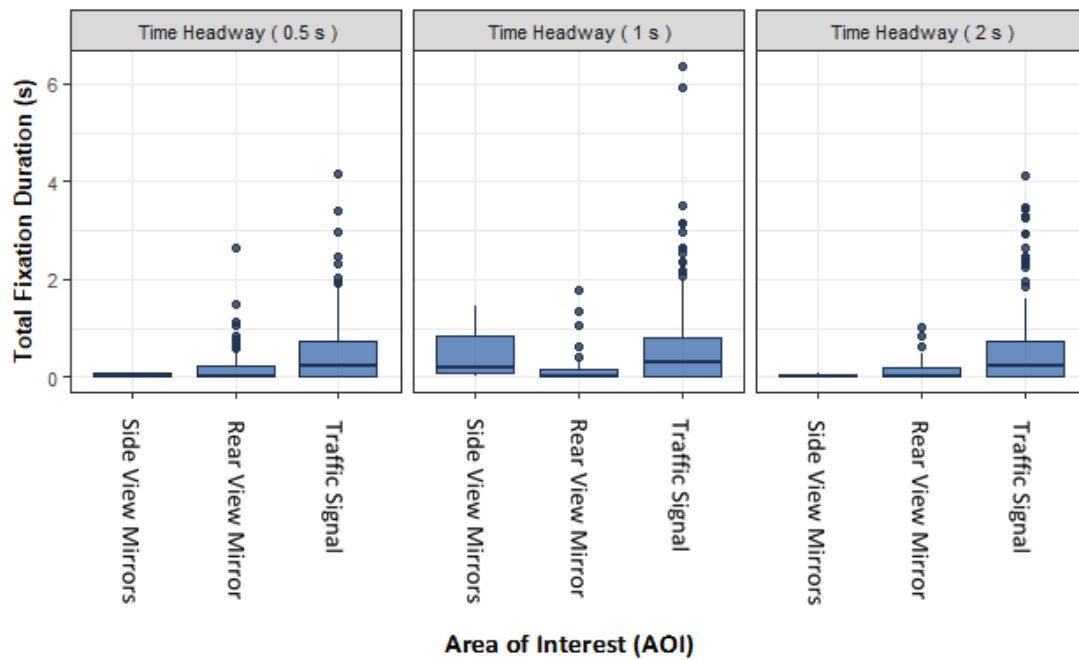 Time Headway ( 0.5 s )
Time Headway ( 1 s )
Time Headway ( 2 s )
Total Fixation Duration (s)
6
4
2
0
Side View Mirrors
Rear View Mirror
Traffic Signal
Side View Mirrors
Rear View Mirror
Traffic Signal
Side View Mirrors
Rear View Mirror
Traffic Signal
Area of Interest (AOI)